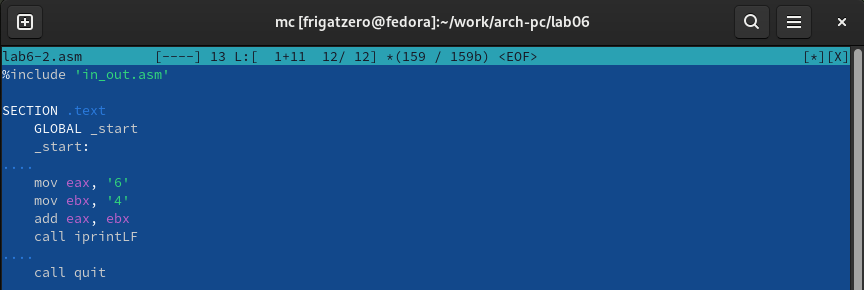 mc [frigatzero@fedora]:~/work/arch-pc/lab06
lab6-2.asm         [----] 13 L:[  1+11  12/ 12] *(159 / 159b) <EOF>                                 [*][X]
%include 'in_out.asm'

SECTION .text
    GLOBAL _start
    _start:
....
    mov eax, '6'
    mov ebx, '4'
    add eax, ebx
    call iprintLF
....
    call quit